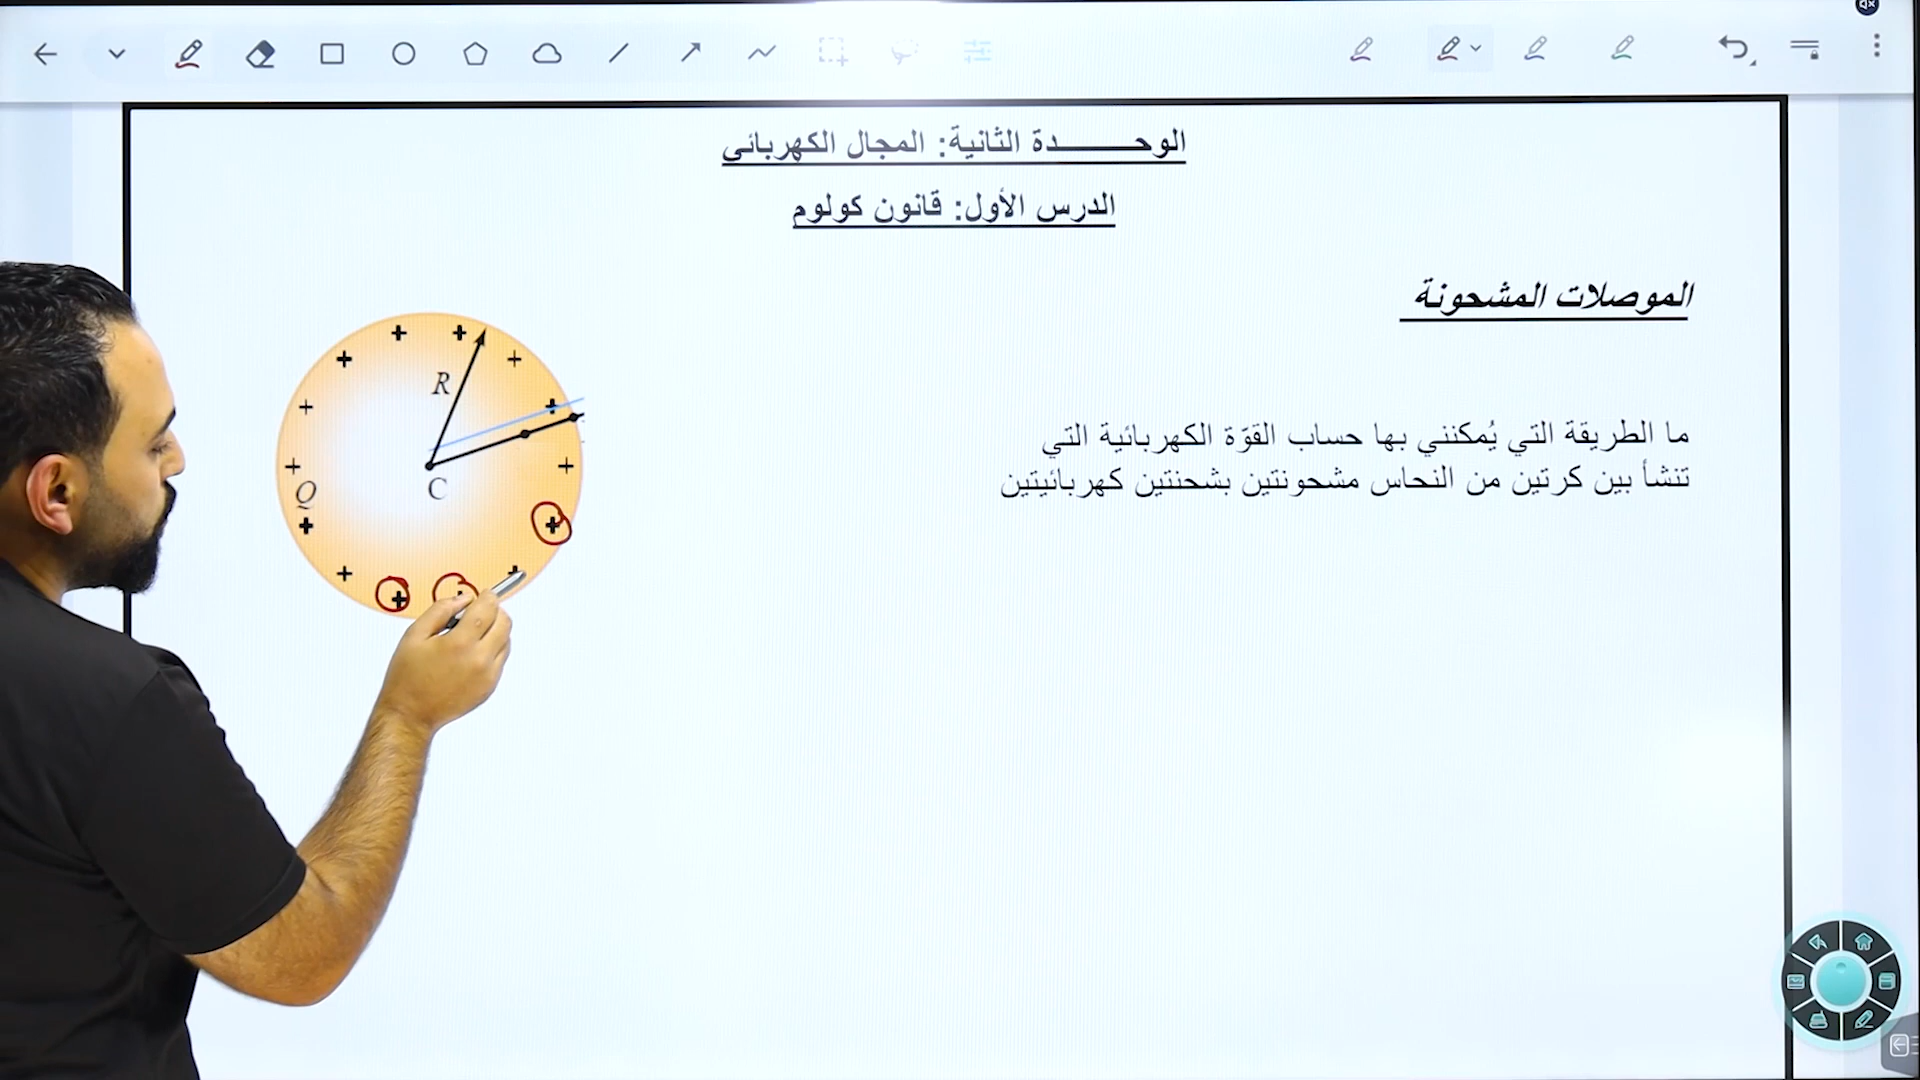 الوحـــــــدة الثانية: المجال الكهربائي
الدرس الأول: قانون كولوم
الموصلات المشحونة
ما الطريقة التي يُمكنني بها حساب القوّة الكهربائية التي
تنشأ بين كرتين من النحاس مشحونتين بشحنتين كهربائيتين
R
C
Q